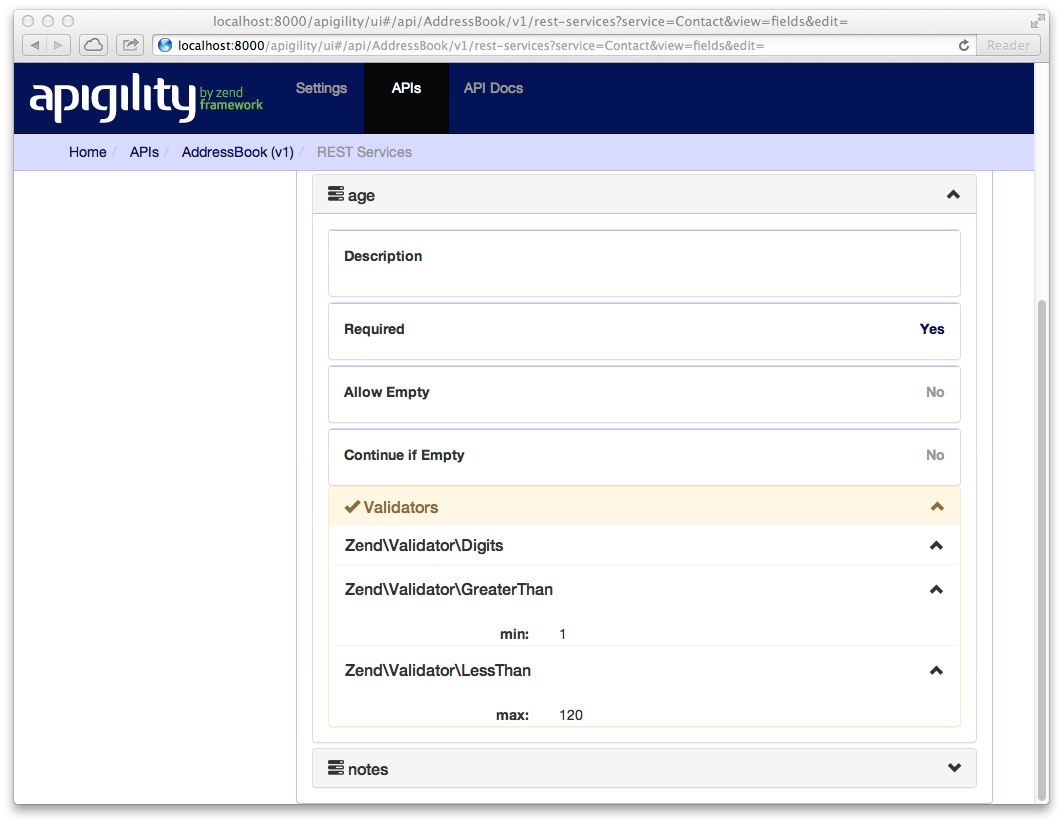 localhost:8000/apigility/ui#/api/AddressBook/v1/rest-services?service=Contact&view=fields&edit=
localhost:8000/apigility/ui#/api/AddressBook/v1/rest-services?service=Contact&view=fields&edit=
Reader
apigility by zend framework
Settings APIs API Docs
Home / APIs / AddressBook (v1) / REST Services
age
Description
Required Yes
Allow Empty No
Continue if Empty No
Validators
Zend\Validator\Digits
Zend\Validator\GreaterThan
min: 1
Zend\Validator\LessThan
max: 120
notes